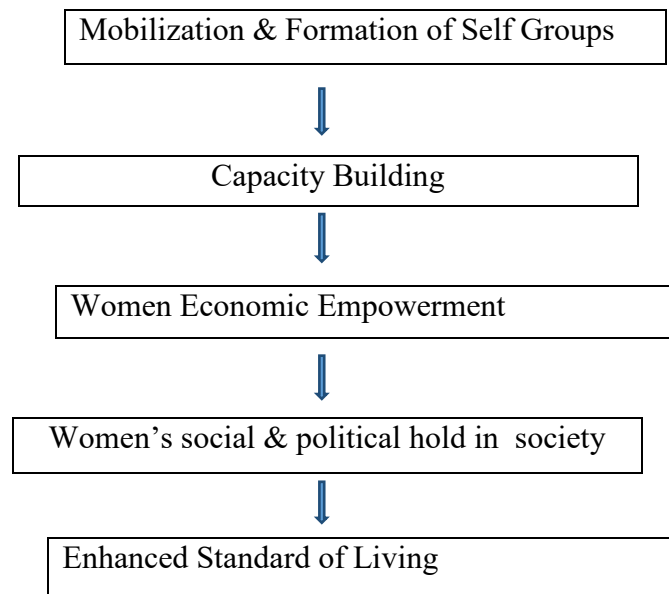 Mobilization & Formation of Self Groups
Capacity Building
Women Economic Empowerment
Women’s social & political hold in  society
Enhanced Standard of Living